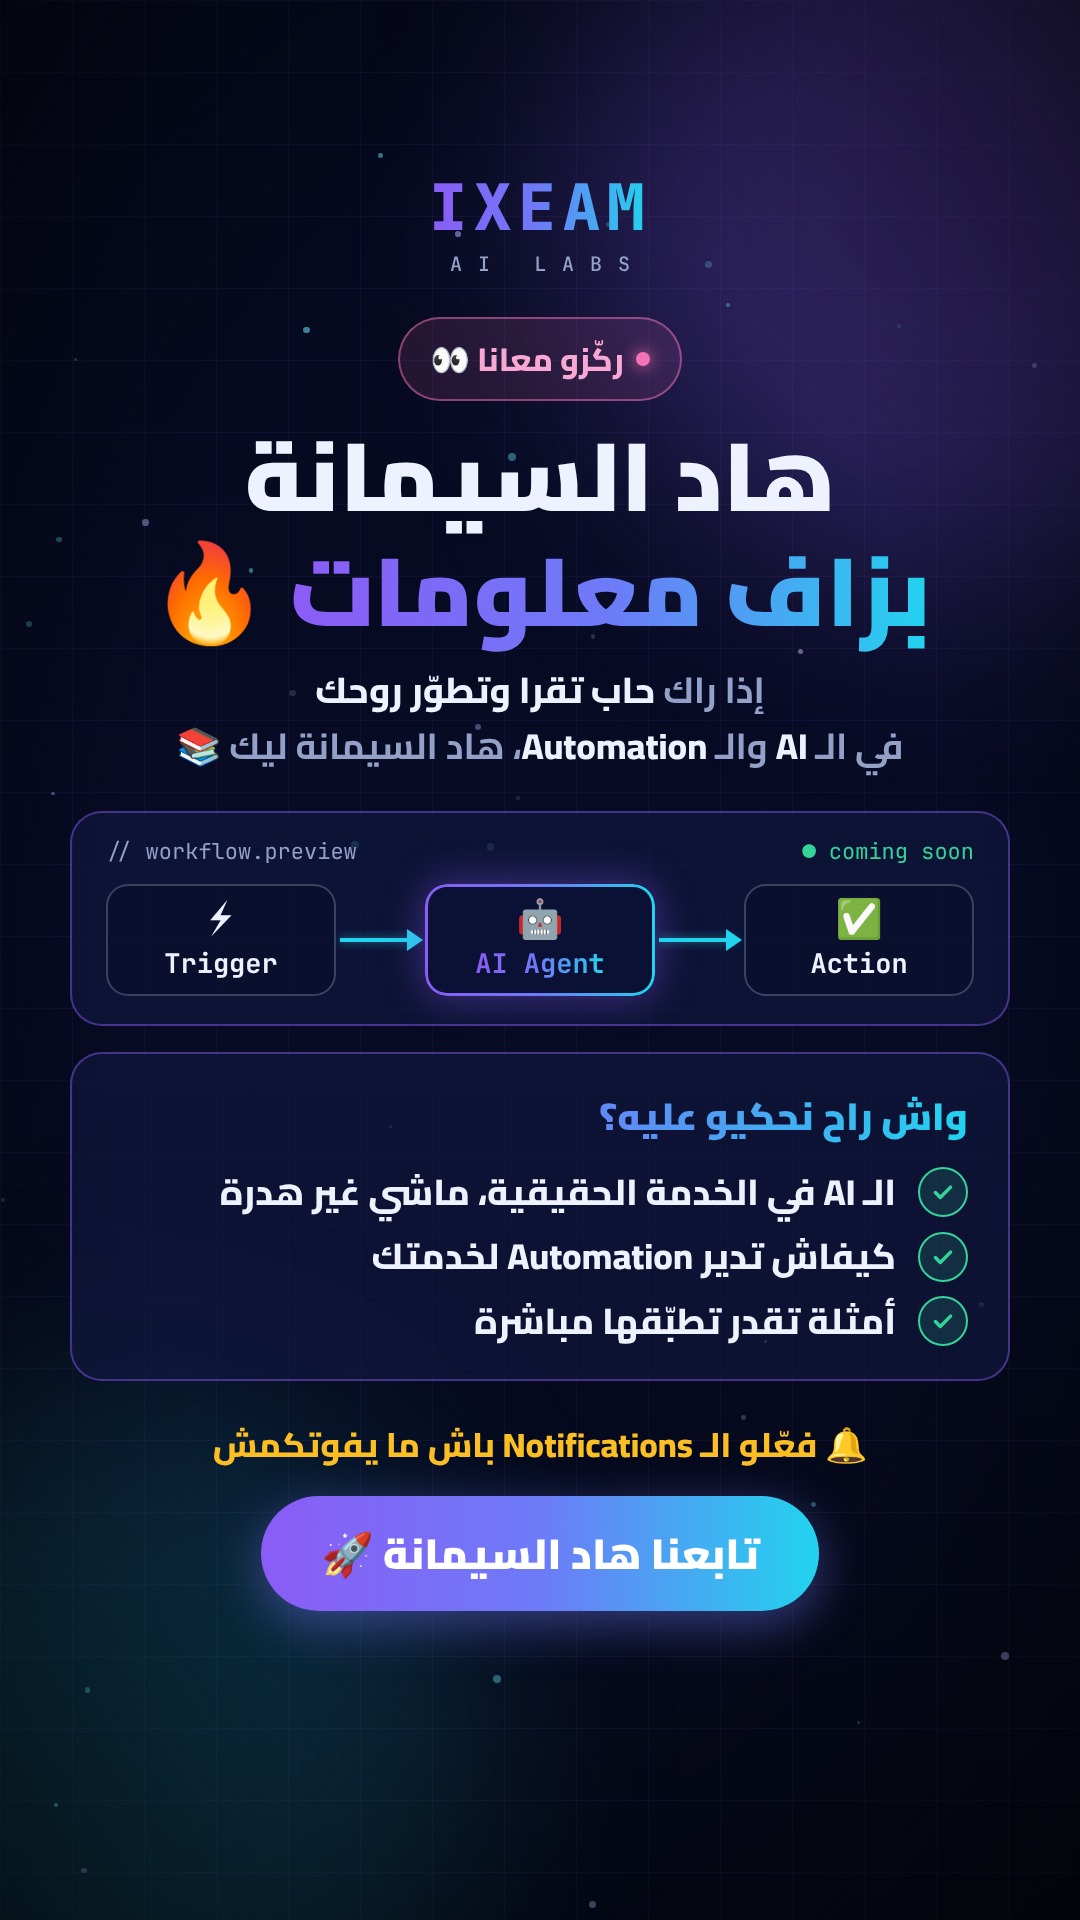 IXEAM
AI LABS
ركّزو معانا 👀
هاد السيمانة
بزاف معلومات 🔥
إذا راك حاب تقرا وتطوّر روحك
في الـ AI والـ Automation، هاد السيمانة ليك 📚
// workflow.preview
coming soon
⚡
Trigger
🤖
AI Agent
✅
Action
واش راح نحكيو عليه؟
الـ AI في الخدمة الحقيقية، ماشي غير هدرة
كيفاش تدير Automation لخدمتك
أمثلة تقدر تطبّقها مباشرة
🔔 فعّلو الـ Notifications باش ما يفوتكمش
تابعنا هاد السيمانة 🚀